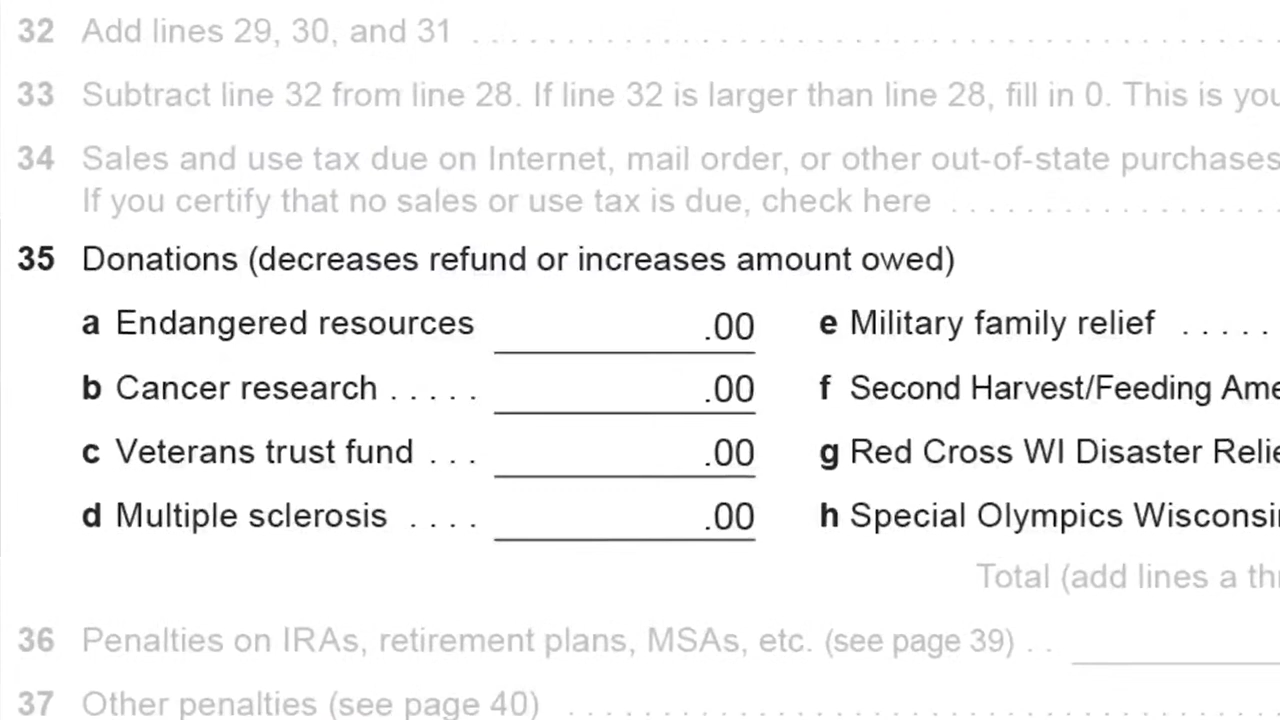 32 Add lines 29, 30, and 31 . . . . . . . . . . . . . . . . . . . . . . . . . . . . . . . . . . .
33 Subtract line 32 from line 28. If line 32 is larger than line 28, fill in 0. This is you
34 Sales and use tax due on Internet, mail order, or other out-of-state purchases
If you certify that no sales or use tax is due, check here . . . . . . . . . . . . .
35 Donations (decreases refund or increases amount owed)
a Endangered resources .00 e Military family relief . . . . .
b Cancer research . . . . . .00 f Second Harvest/Feeding Ame
c Veterans trust fund . . . .00 g Red Cross WI Disaster Relie
d Multiple sclerosis . . . . .00 h Special Olympics Wisconsi
Total (add lines a th
36 Penalties on IRAs, retirement plans, MSAs, etc. (see page 39) . .
37 Other penalties (see page 40) . . . . . . . . . . . . . . . . . . . . . . . . . . . . . .